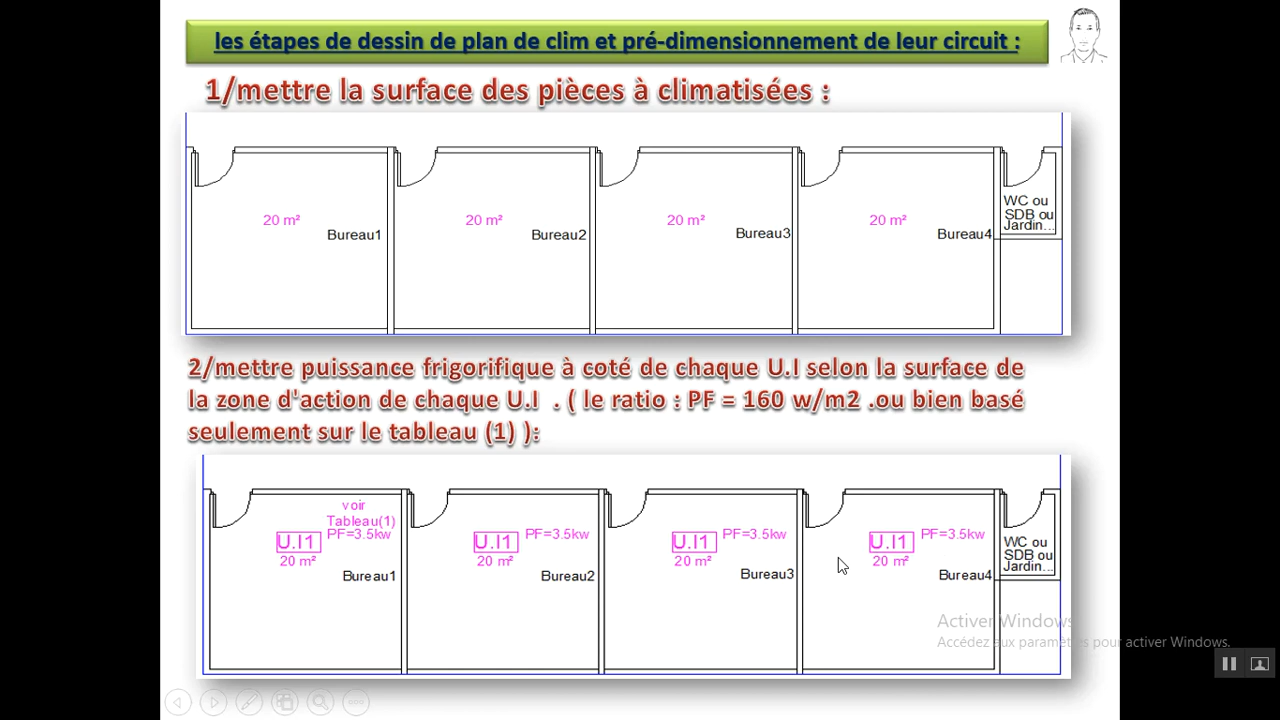 les étapes de dessin de plan de clim et pré-dimensionnement de leur circuit :
1/mettre la surface des pièces à climatisées :
20 m²
Bureau1
20 m²
Bureau2
20 m²
Bureau3
20 m²
Bureau4
WC ou
SDB ou
Jardin...
2/mettre puissance frigorifique à coté de chaque U.I selon la surface de
la zone d'action de chaque U.I . ( le ratio : PF = 160 w/m2 .ou bien basé
seulement sur le tableau (1) ):
voir
Tableau(1)
U.I1 PF=3.5kw
20 m²
Bureau1
U.I1 PF=3.5kw
20 m²
Bureau2
U.I1 PF=3.5kw
20 m²
Bureau3
U.I1 PF=3.5kw
20 m²
Bureau4
WC ou
SDB ou
Jardin...
Activer Windows
Accédez aux paramètres pour activer Windows.